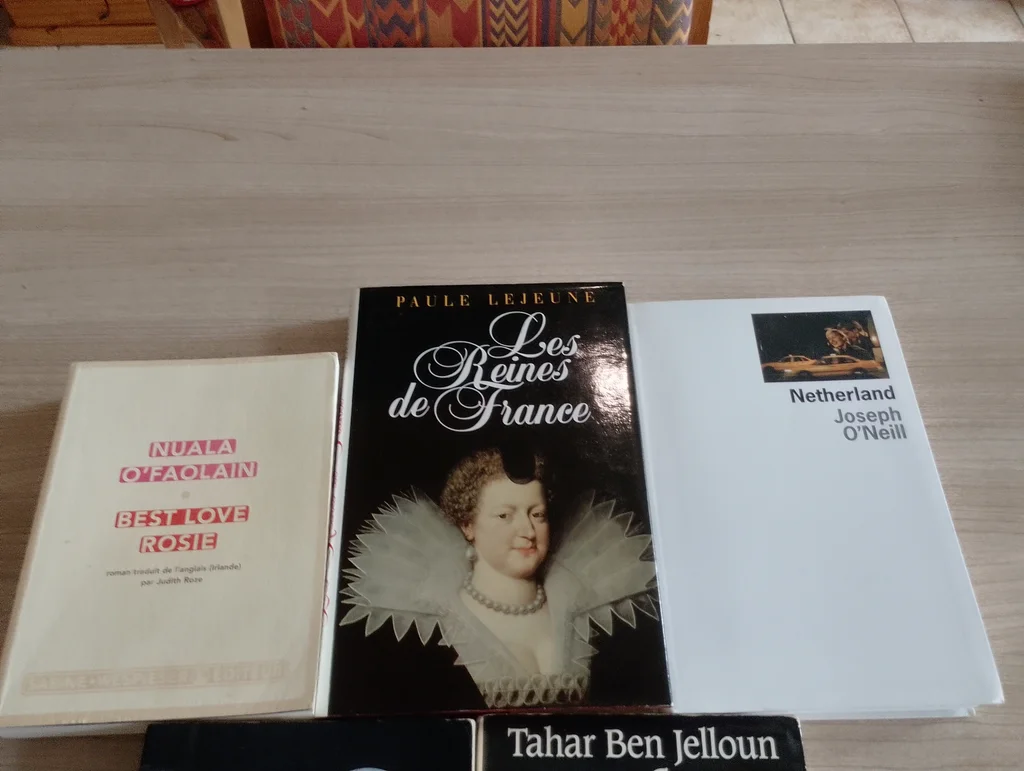 NUALA
O'FAOLAIN
BEST LOVE
ROSIE
roman traduit de l'anglais (Irlande)
par Judith Roze
PAULE LEJEUNE
Les
Reines
de France
Netherland
Joseph
O'Neill
Tahar Ben Jelloun